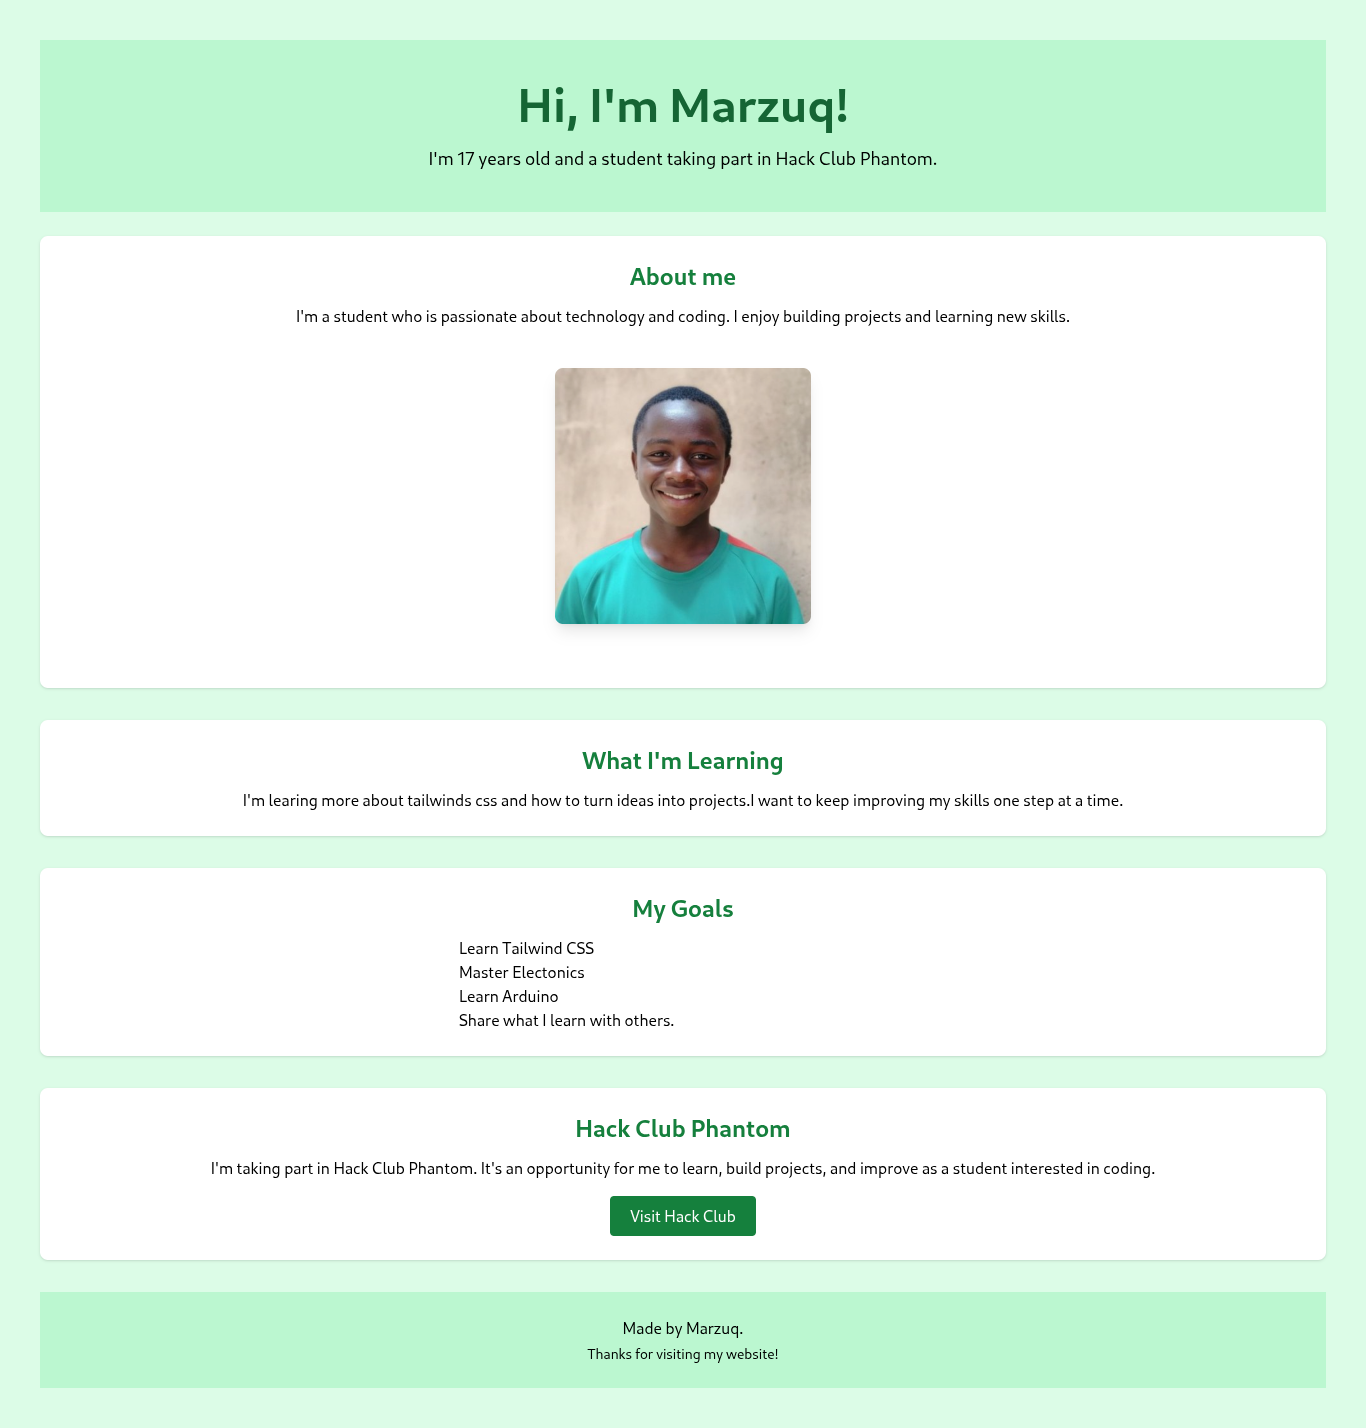 Hi, I'm Marzuq!
I'm 17 years old and a student taking part in Hack Club Phantom.
About me
I'm a student who is passionate about technology and coding. I enjoy building projects and learning new skills.
What I'm Learning
I'm learing more about tailwinds css and how to turn ideas into projects.I want to keep improving my skills one step at a time.
My Goals
Learn Tailwind CSS
Master Electonics
Learn Arduino
Share what I learn with others.
Hack Club Phantom
I'm taking part in Hack Club Phantom. It's an opportunity for me to learn, build projects, and improve as a student interested in coding.
Visit Hack Club
Made by Marzuq.
Thanks for visiting my website!